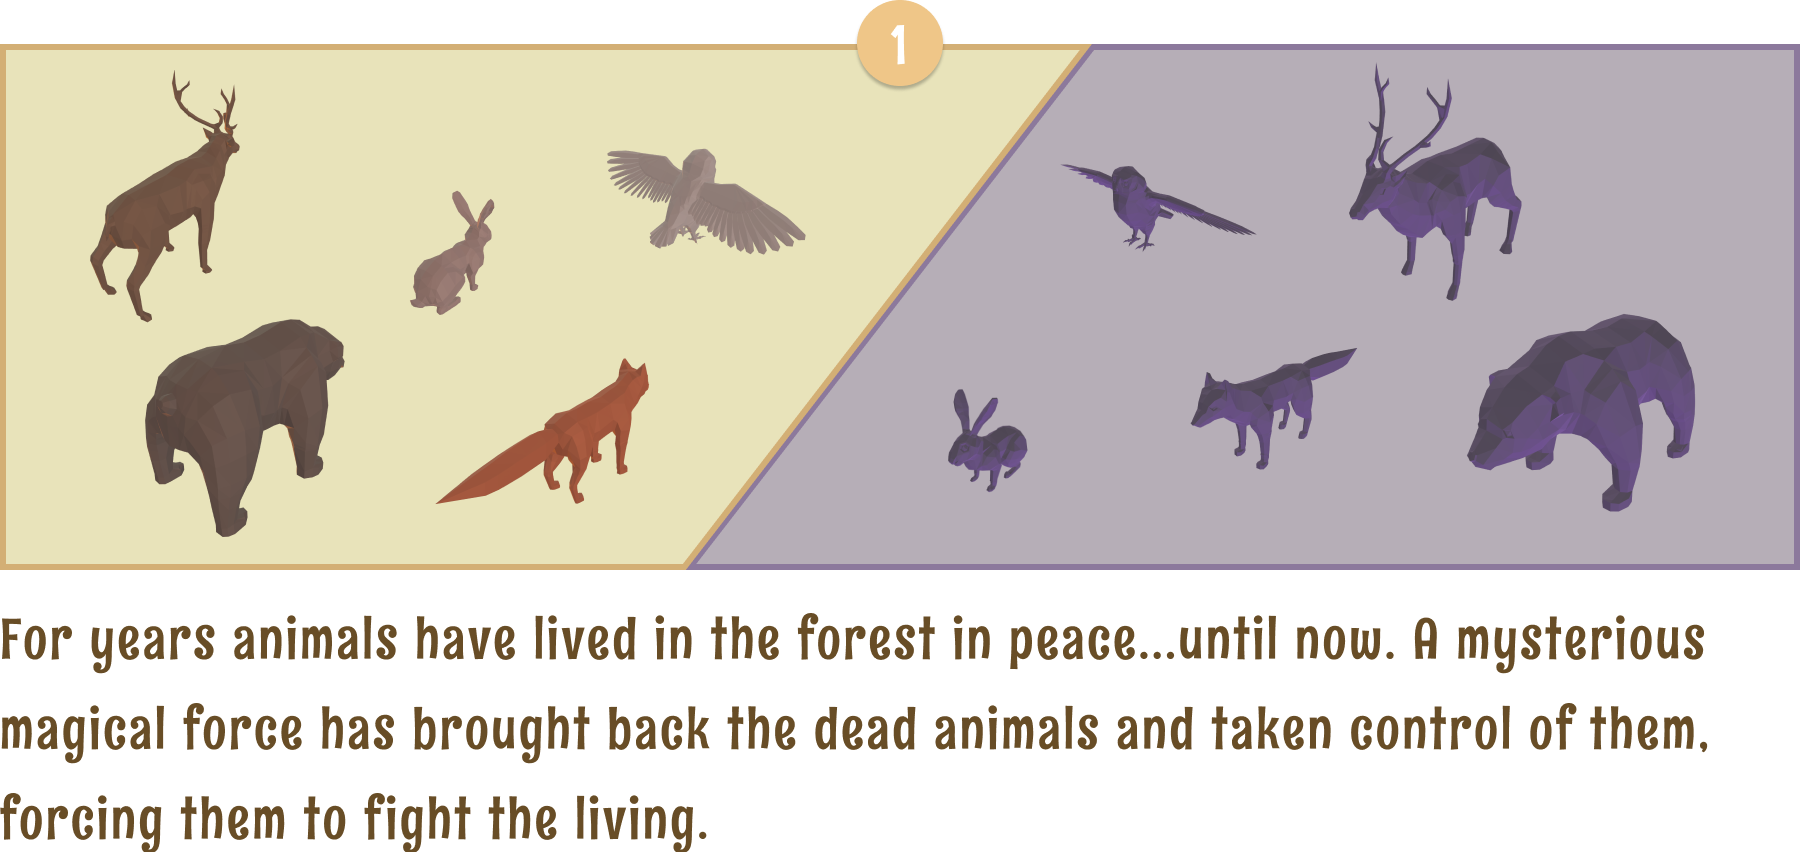 1
For years animals have lived in the forest in peace...until now. A mysterious
magical force has brought back the dead animals and taken control of them,
forcing them to fight the living.